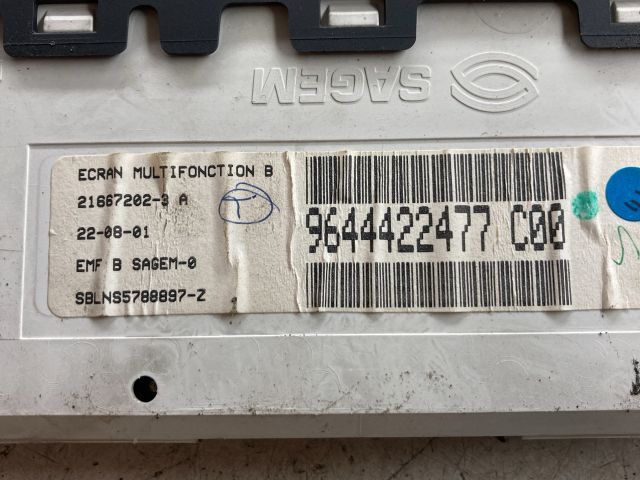 SAGEM
ECRAN MULTIFONCTION B
21667202-3 A
22-08-01
EMF B SAGEM-0
SBLNS5780897-Z
T
9644422477 C00